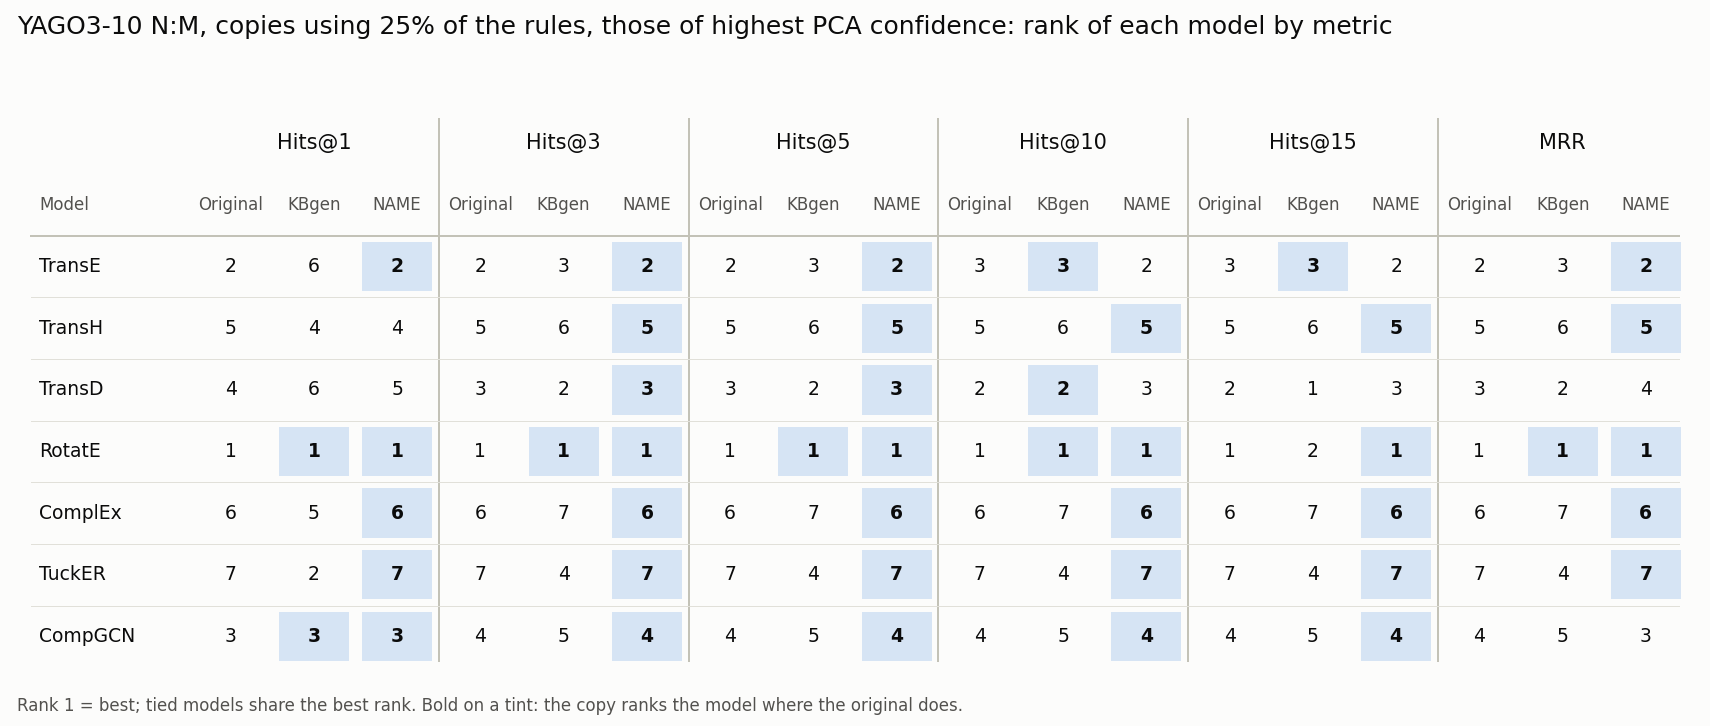 YAGO3-10 N:M, copies using 25% of the rules, those of highest PCA confidence: rank of each model by metric
Hits@1 Hits@3 Hits@5 Hits@10 Hits@15 MRR
Model Original KBgen NAME Original KBgen NAME Original KBgen NAME Original KBgen NAME Original KBgen NAME Original KBgen NAME
TransE 2 6 2 2 3 2 2 3 2 3 3 2 3 3 2 2 3 2
TransH 5 4 4 5 6 5 5 6 5 5 6 5 5 6 5 5 6 5
TransD 4 6 5 3 2 3 3 2 3 2 2 3 2 1 3 3 2 4
RotatE 1 1 1 1 1 1 1 1 1 1 1 1 1 2 1 1 1 1
ComplEx 6 5 6 6 7 6 6 7 6 6 7 6 6 7 6 6 7 6
TuckER 7 2 7 7 4 7 7 4 7 7 4 7 7 4 7 7 4 7
CompGCN 3 3 3 4 5 4 4 5 4 4 5 4 4 5 4 4 5 3
Rank 1 = best; tied models share the best rank. Bold on a tint: the copy ranks the model where the original does.